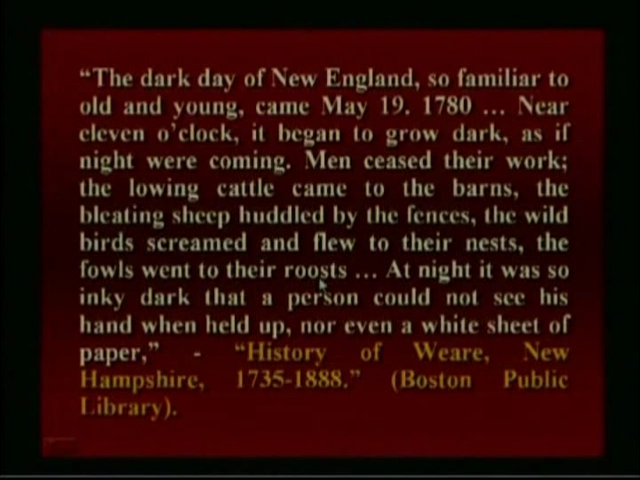 “The dark day of New England, so familiar to
old and young, came May 19. 1780 ... Near
eleven o’clock, it began to grow dark, as if
night were coming. Men ceased their work;
the lowing cattle came to the barns, the
bleating sheep huddled by the fences, the wild
birds screamed and flew to their nests, the
fowls went to their roosts ... At night it was so
inky dark that a person could not see his
hand when held up, nor even a white sheet of
paper,” - “History of Weare, New
Hampshire, 1735-1888.” (Boston Public
Library).